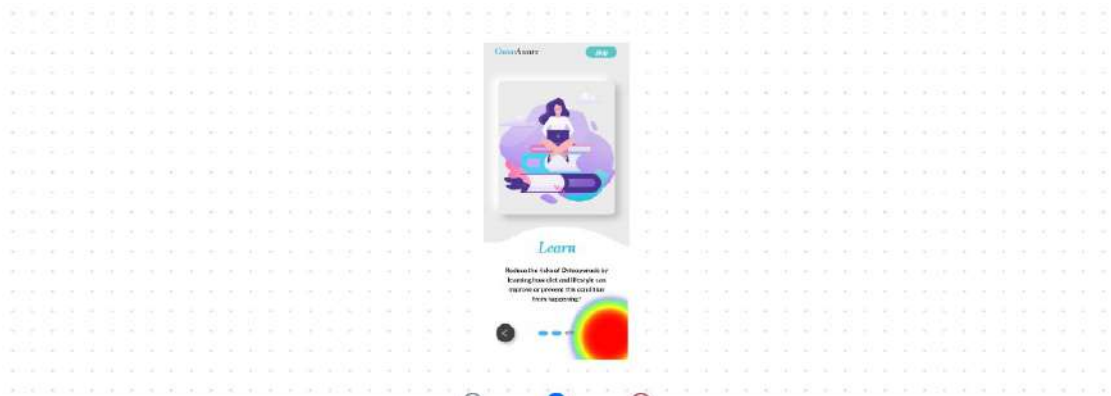 Skip
Learn
Reduce the risks of Osteoporosis by
learning how diet and lifestyle can
improve or prevent this condition
from happening!